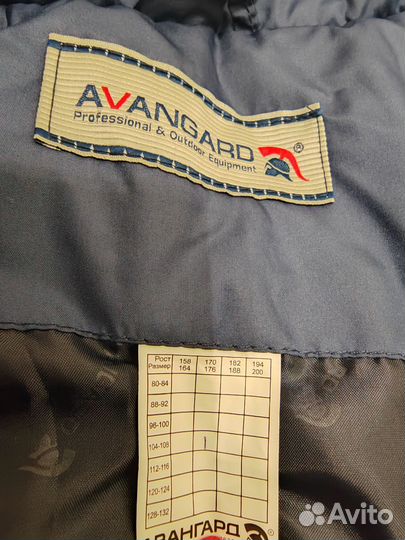 AVANGARD
Professional & Outdoor Equipment
®
Рост 158 170 182 194
Размер 164 176 188 200
80-84
88-92
96-100
104-108
112-116
120-124
128-132
АВАНГАРД
Avito